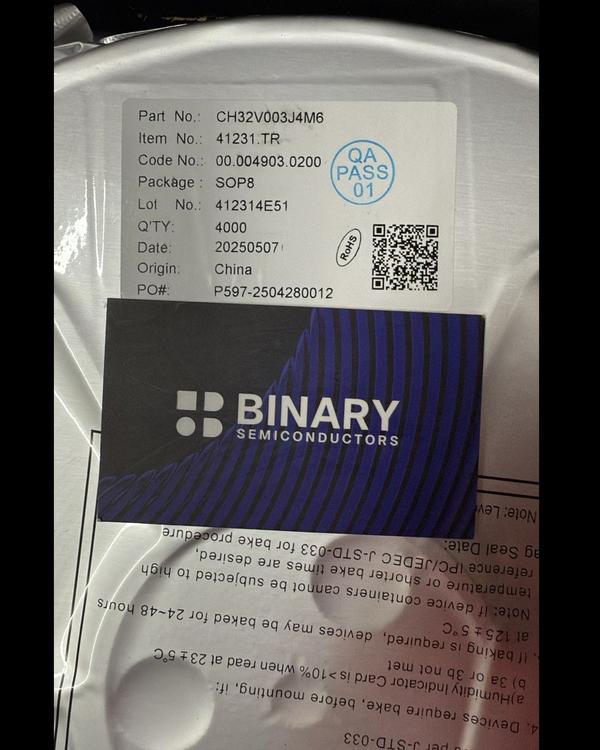 Part No.: CH32V003J4M6
Item No.: 41231.TR
Code No.: 00.004903.0200
Package : SOP8
Lot No.: 412314E51
Q'TY: 4000
Date: 20250507
Origin: China
PO#: P597-2504280012
QA
PASS
01
RoHS
BINARY
SEMICONDUCTORS
per J-STD-033
4. Devices require bake, before mounting, if:
a)Humidity Indicator Card is>10% when read at 23±5°C
b) 3a or 3b not met
If baking is required, devices may be baked for 24~48 hours
at 125±5°C
Note: If device containers cannot be subjected to high
temperature or shorter bake times are desired,
reference IPC/JEDEC J-STD-033 for bake procedure
Seal Date:
Note: